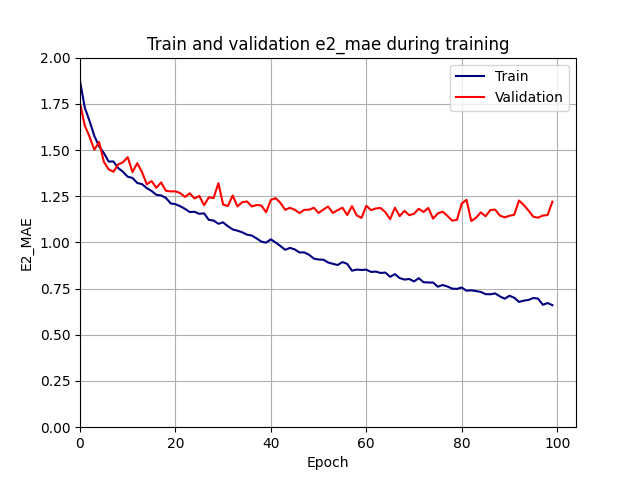 Train and validation e2_mae during training
Train
Validation
2.00
1.75
1.50
1.25
1.00
0.75
0.50
0.25
0.00
E2_MAE
0 20 40 60 80 100
Epoch